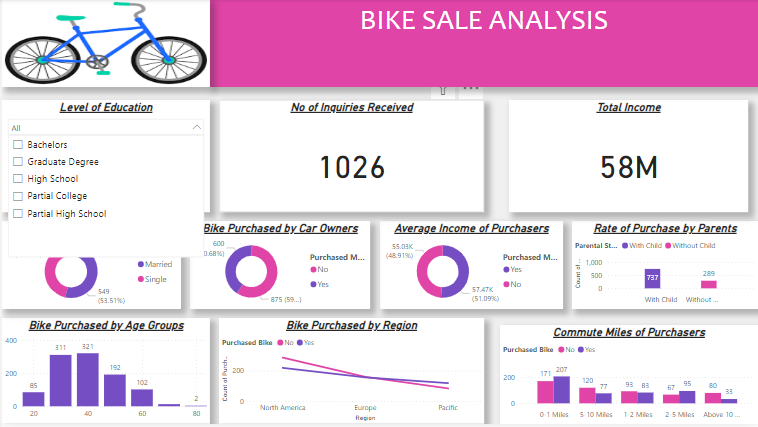 BIKE SALE ANALYSIS
Level of Education
All
Bachelors
Graduate Degree
High School
Partial College
Partial High School
No of Inquiries Received
1026
Total Income
58M
Married
Single
549
(53.51%)
Bike Purchased by Car Owners
600
0.68%)
Purchased M...
No
Yes
875 (59...)
Average Income of Purchasers
55.03K
(48.91%)
Purchased M...
Yes
No
57.47K
(51.09%)
Rate of Purchase by Parents
Parental St... With Child Without Child
Count of ...
1,000
500
0
737
289
With Child Without ...
Bike Purchased by Age Groups
400
200
0
85 311 321 192 102 2
20 40 60 80
Bike Purchased by Region
Purchased Bike No Yes
Count of Purch...
200
0
North America Europe Pacific
Region
Commute Miles of Purchasers
Purchased Bike No Yes
200
0
171 207 120 77 93 83 67 95 80 33
0-1 Miles 5-10 Miles 1-2 Miles 2-5 Miles Above 10 ...